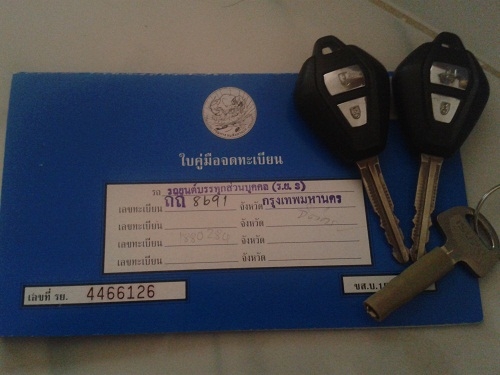 ใบคู่มือจดทะเบียน
รถ รถยนต์บรรทุกส่วนบุคคล (ร.ย. 3)
เลขทะเบียน ถฎ 8691 จังหวัด กรุงเทพมหานคร
เลขทะเบียน จังหวัด
เลขทะเบียน จังหวัด
เลขทะเบียน จังหวัด
เลขที่ รย. 4466126
ขส.บ.